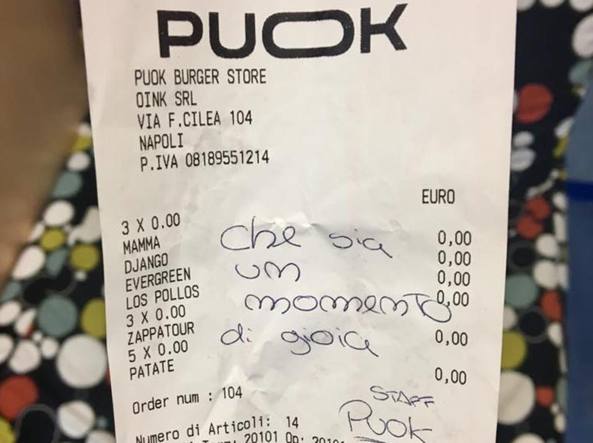 PUOK
PUOK BURGER STORE
OINK SRL
VIA F.CILEA 104
NAPOLI
P.IVA 08189551214
EURO
3 X 0.00
MAMMA 0,00
DJANGO 0,00
EVERGREEN 0,00
LOS POLLOS 0,00
3 X 0.00
ZAPPATOUR 0,00
5 X 0.00
PATATE 0,00
che sia
un
momento
di gioia
Order num : 104
STAFF
PUOK
Numero di Articoli: 14
20101 Op: